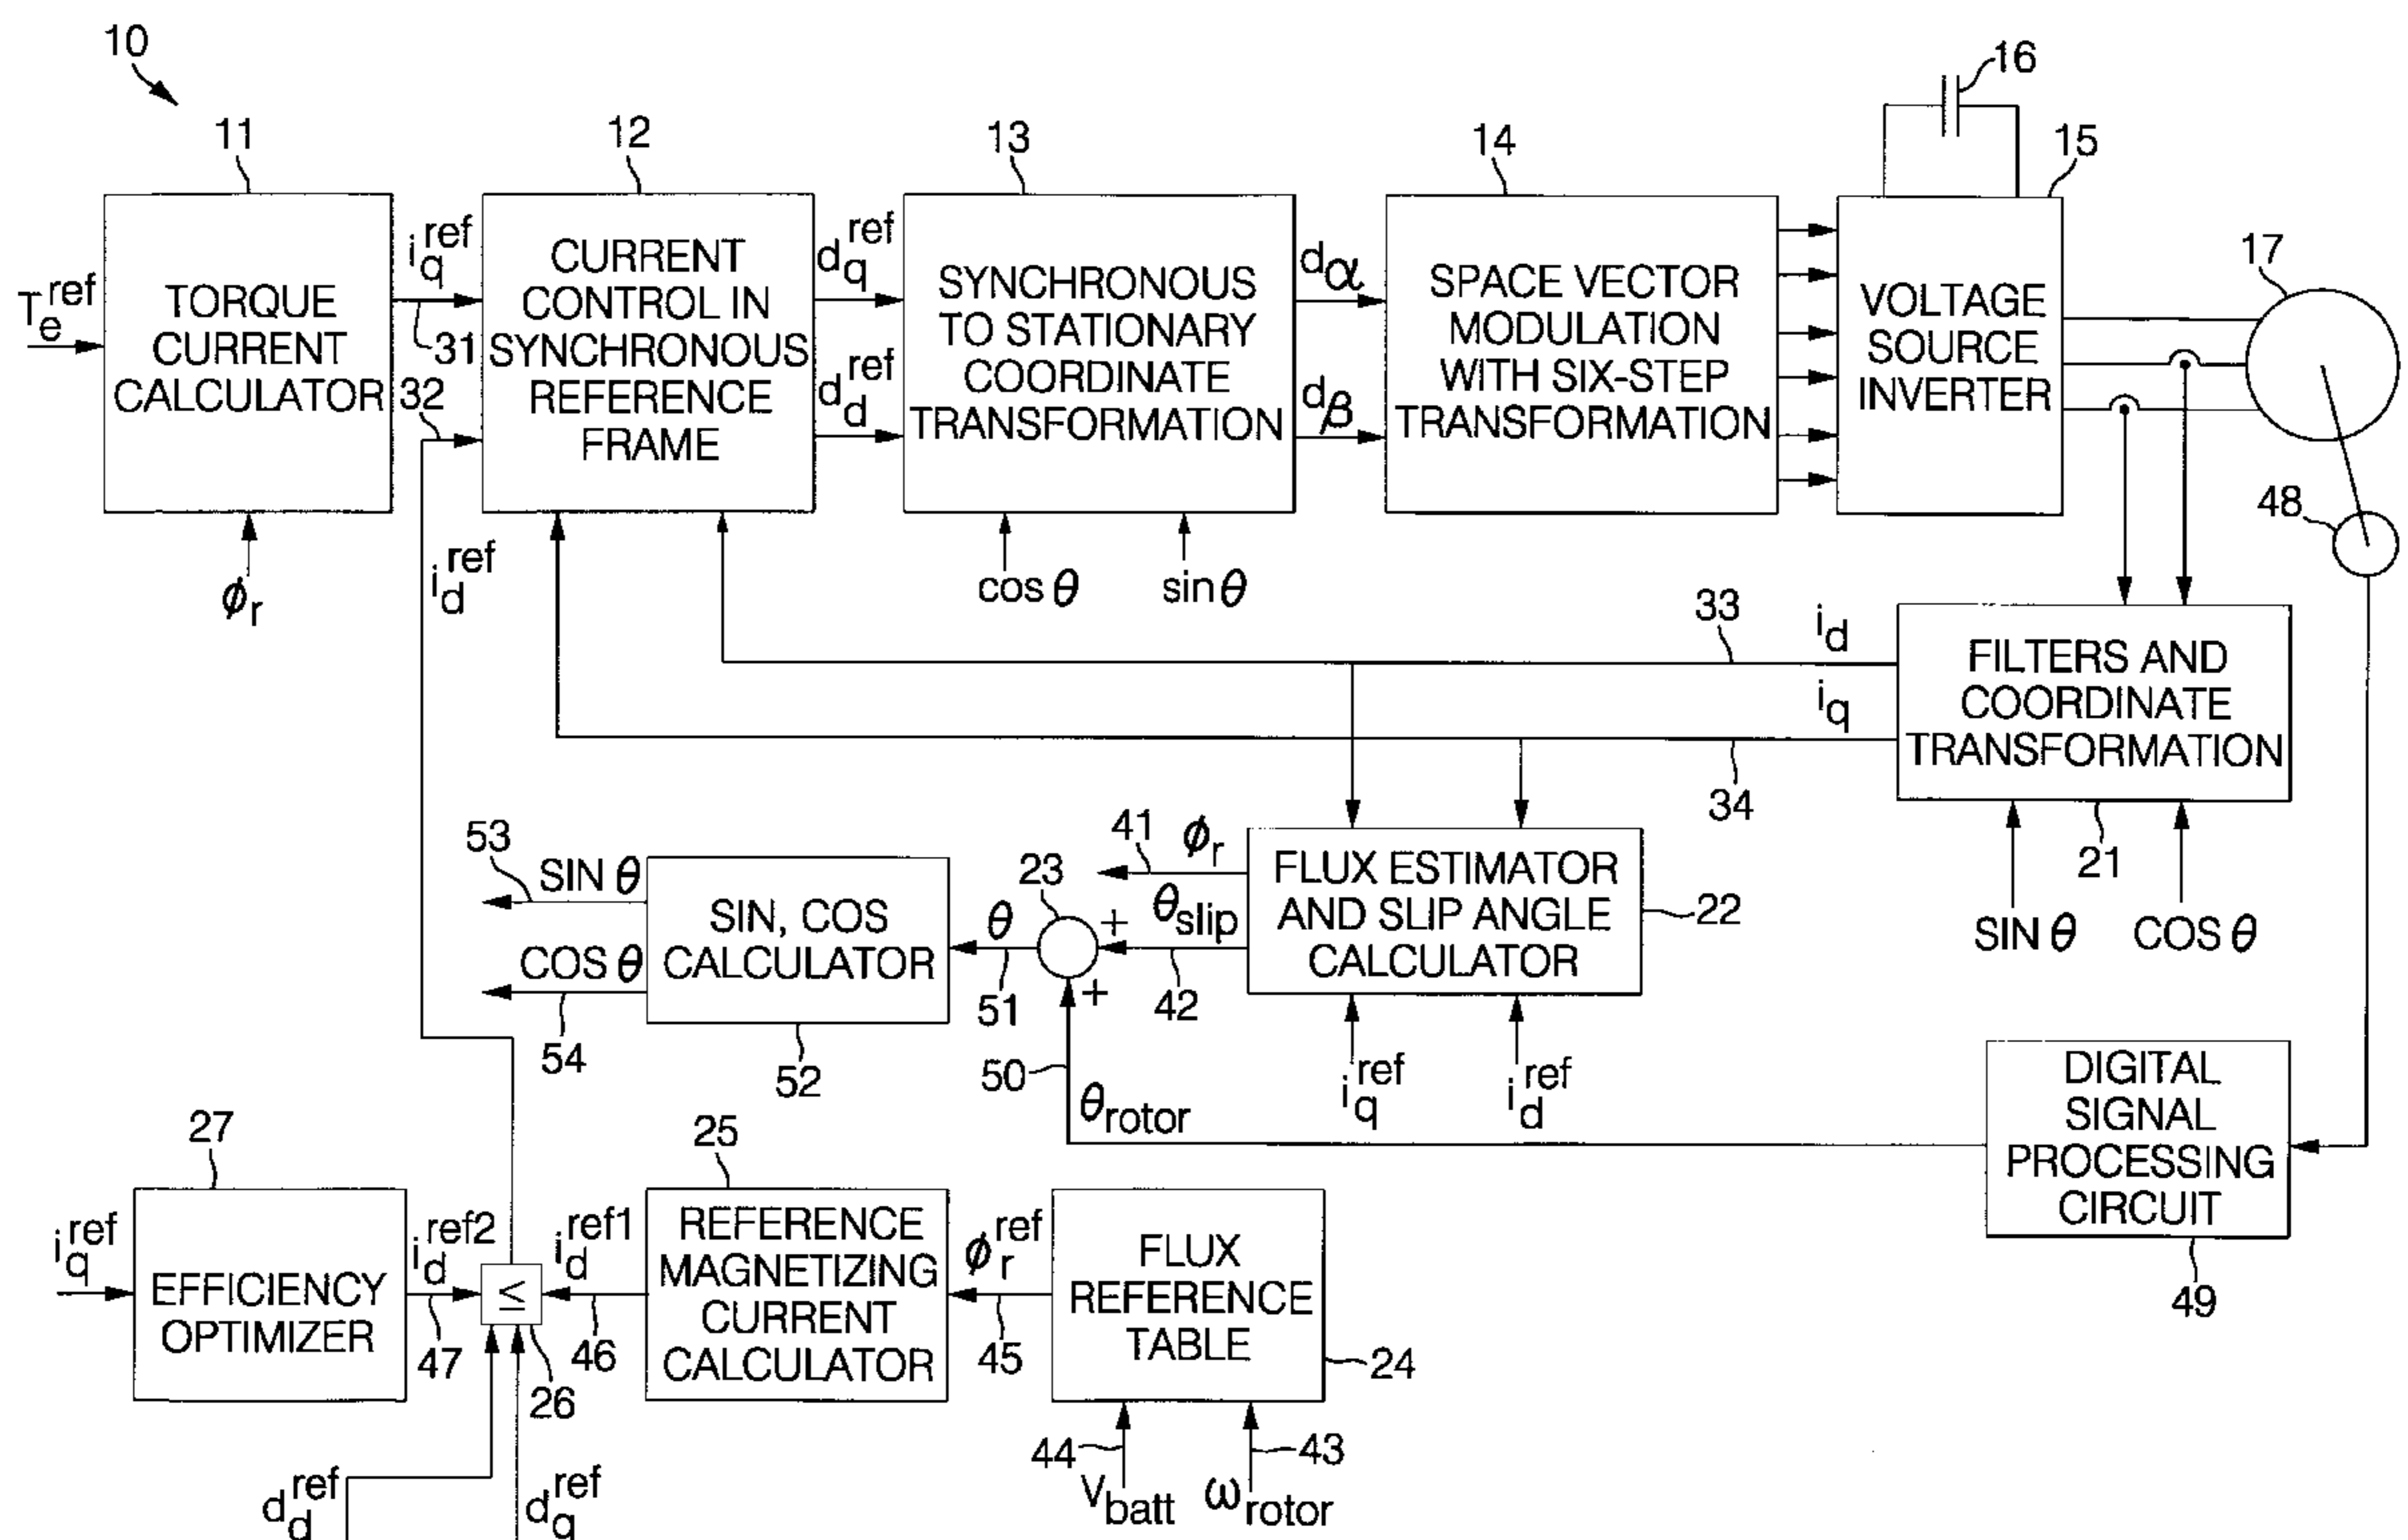 10
11
12
13
14
15
16
17
T_e^ref
TORQUE
CURRENT
CALCULATOR
i_q^ref
31
32
CURRENT
CONTROL IN
SYNCHRONOUS
REFERENCE
FRAME
d_q^ref
d_d^ref
SYNCHRONOUS
TO STATIONARY
COORDINATE
TRANSFORMATION
dα
dβ
SPACE VECTOR
MODULATION
WITH SIX-STEP
TRANSFORMATION
VOLTAGE
SOURCE
INVERTER
48
ϕ_r
i_d^ref
cos θ
sin θ
33
i_d
i_q
34
FILTERS AND
COORDINATE
TRANSFORMATION
21
SIN θ
COS θ
53
SIN θ
COS θ
54
SIN, COS
CALCULATOR
52
θ
51
23
+
+
41
ϕ_r
θ_slip
42
FLUX ESTIMATOR
AND SLIP ANGLE
CALCULATOR
22
i_q^ref
i_d^ref
50
θ_rotor
DIGITAL
SIGNAL
PROCESSING
CIRCUIT
49
27
i_q^ref
EFFICIENCY
OPTIMIZER
i_d^ref2
47
≤
26
i_d^ref1
46
25
REFERENCE
MAGNETIZING
CURRENT
CALCULATOR
ϕ_r^ref
45
FLUX
REFERENCE
TABLE
24
44
V_batt
43
ω_rotor
d_d^ref
d_q^ref